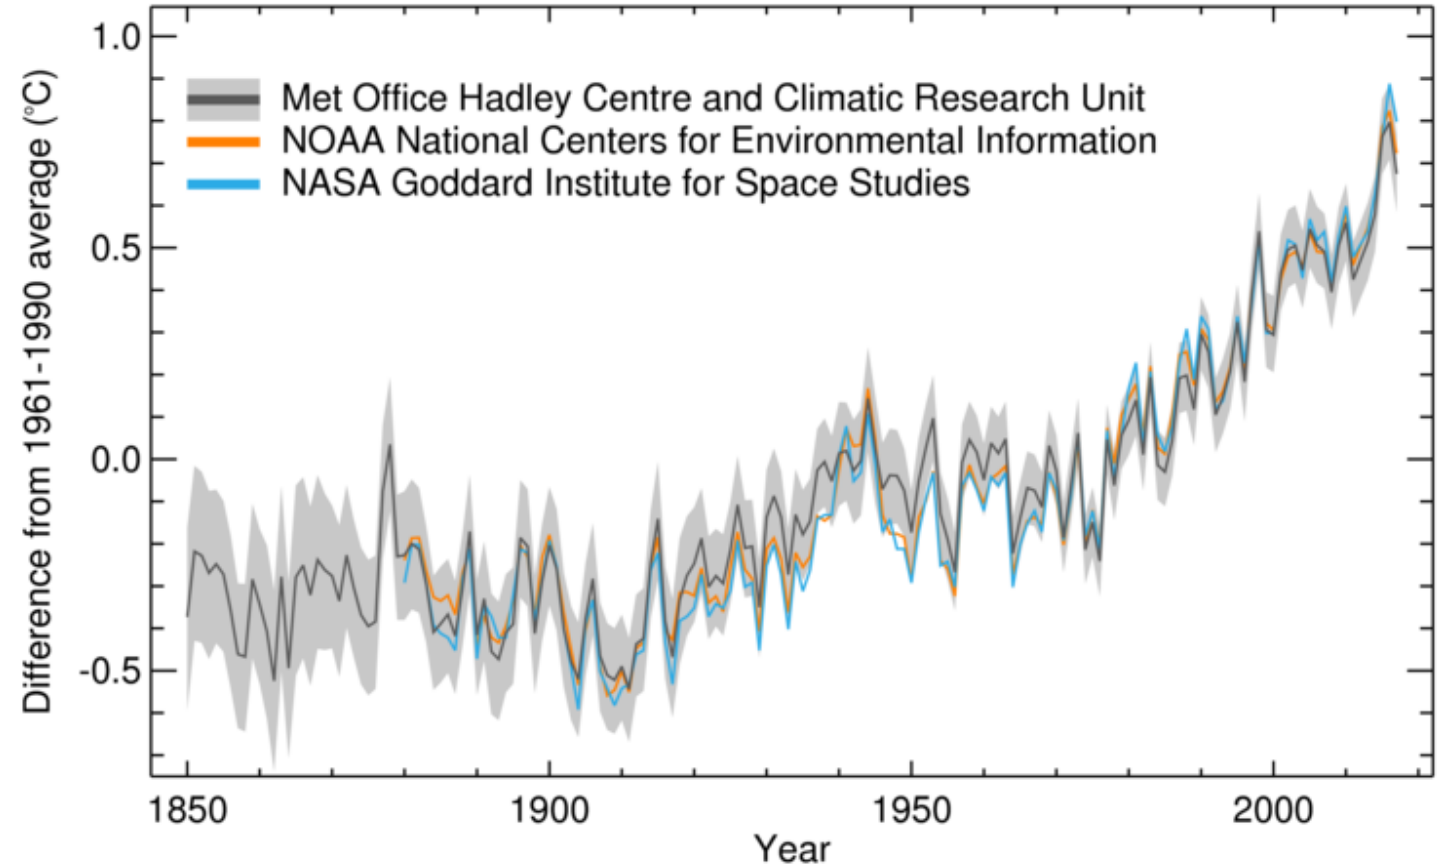 Difference from 1961-1990 average (°C)
1.0
0.5
0.0
-0.5
Met Office Hadley Centre and Climatic Research Unit
NOAA National Centers for Environmental Information
NASA Goddard Institute for Space Studies
1850 1900 1950 2000
Year